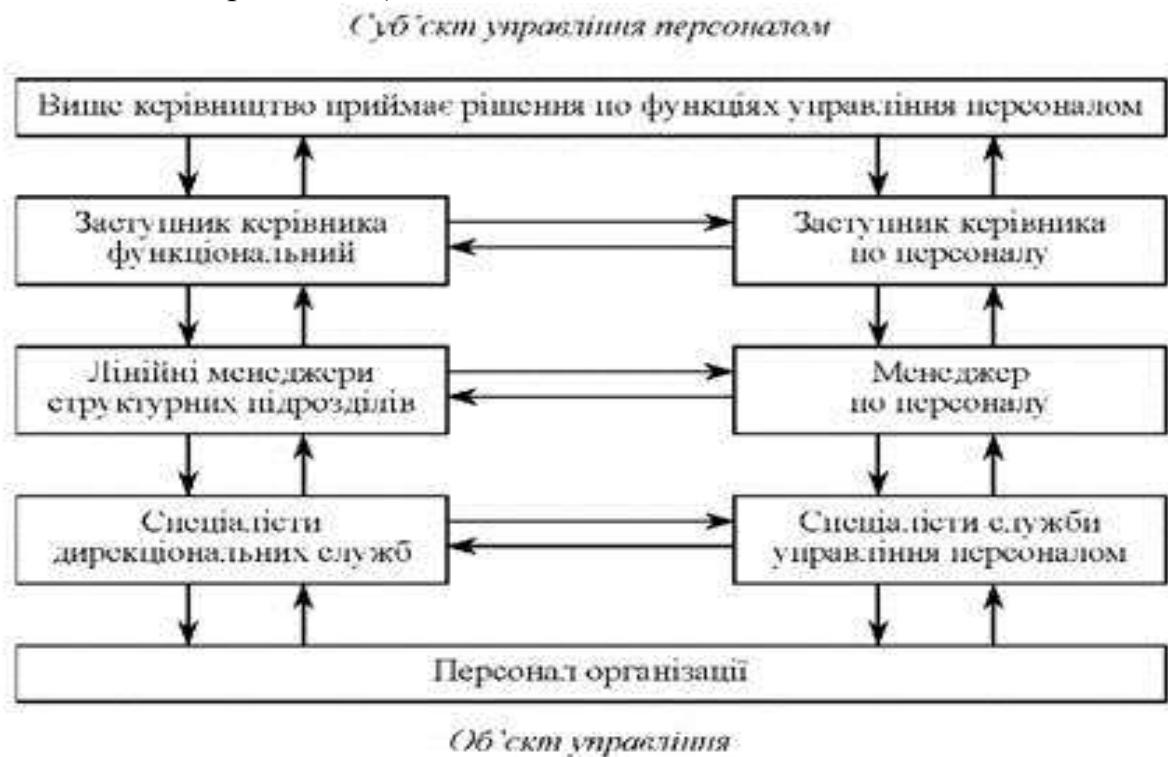 Суб’єкт управління персоналом
Вище керівництво приймає рішення по функціях управління персоналом
Заступник керівника
функціональний
Заступник керівника
по персоналу
Лінійні менеджери
структурних підрозділів
Менеджер
по персоналу
Спеціалісти
дирекціональних служб
Спеціалісти служби
управління персоналом
Персонал організації
Об’єкт управління